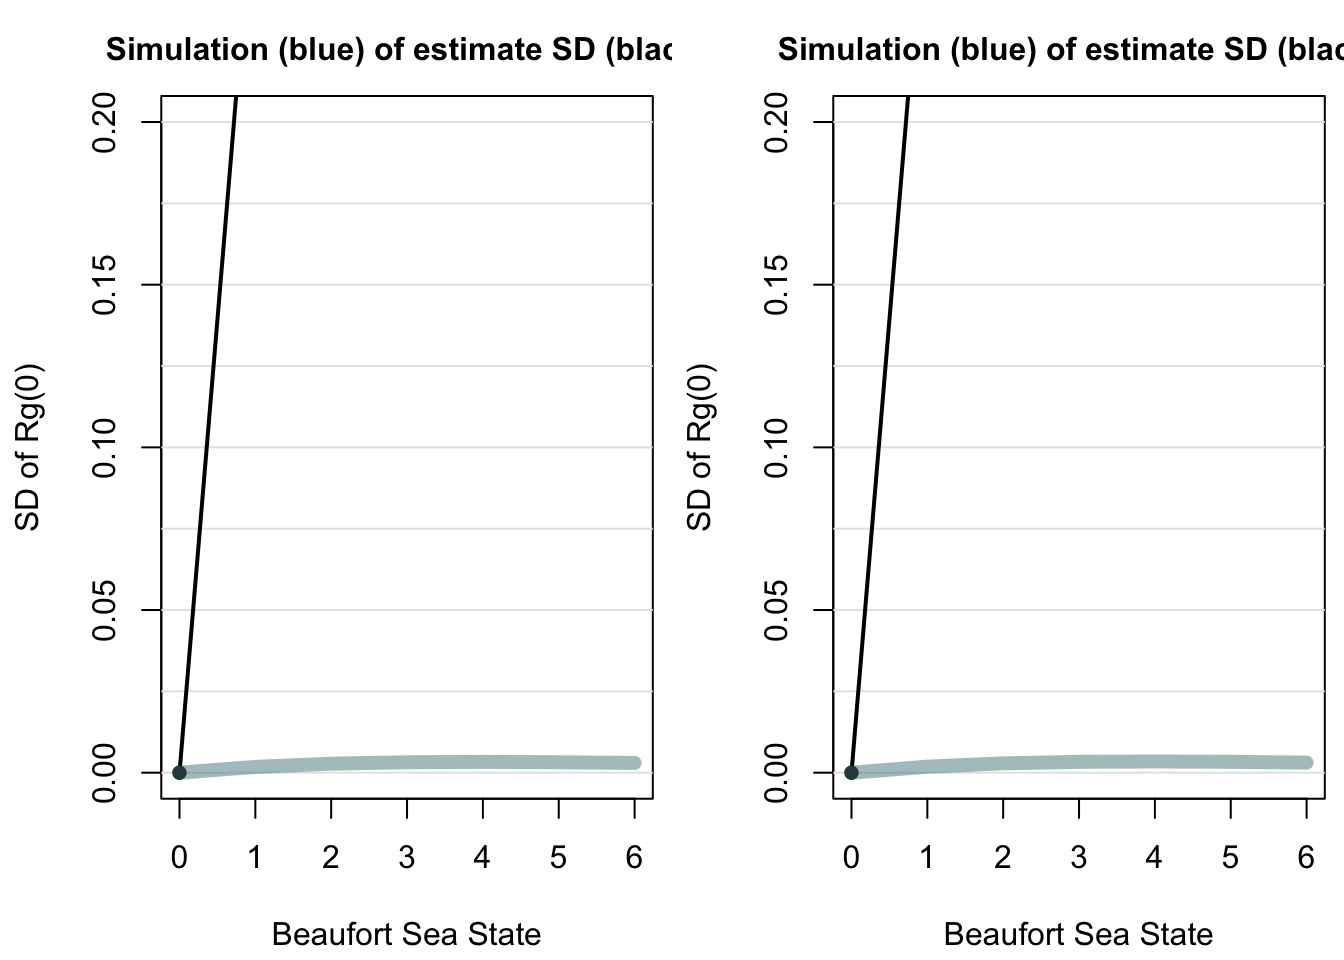 Simulation (blue) of estimate SD (blac
0.20
0.15
0.10
0.05
0.00
SD of Rg(0)
0 1 2 3 4 5 6
Beaufort Sea State
Simulation (blue) of estimate SD (blac
0.20
0.15
0.10
0.05
0.00
SD of Rg(0)
0 1 2 3 4 5 6
Beaufort Sea State